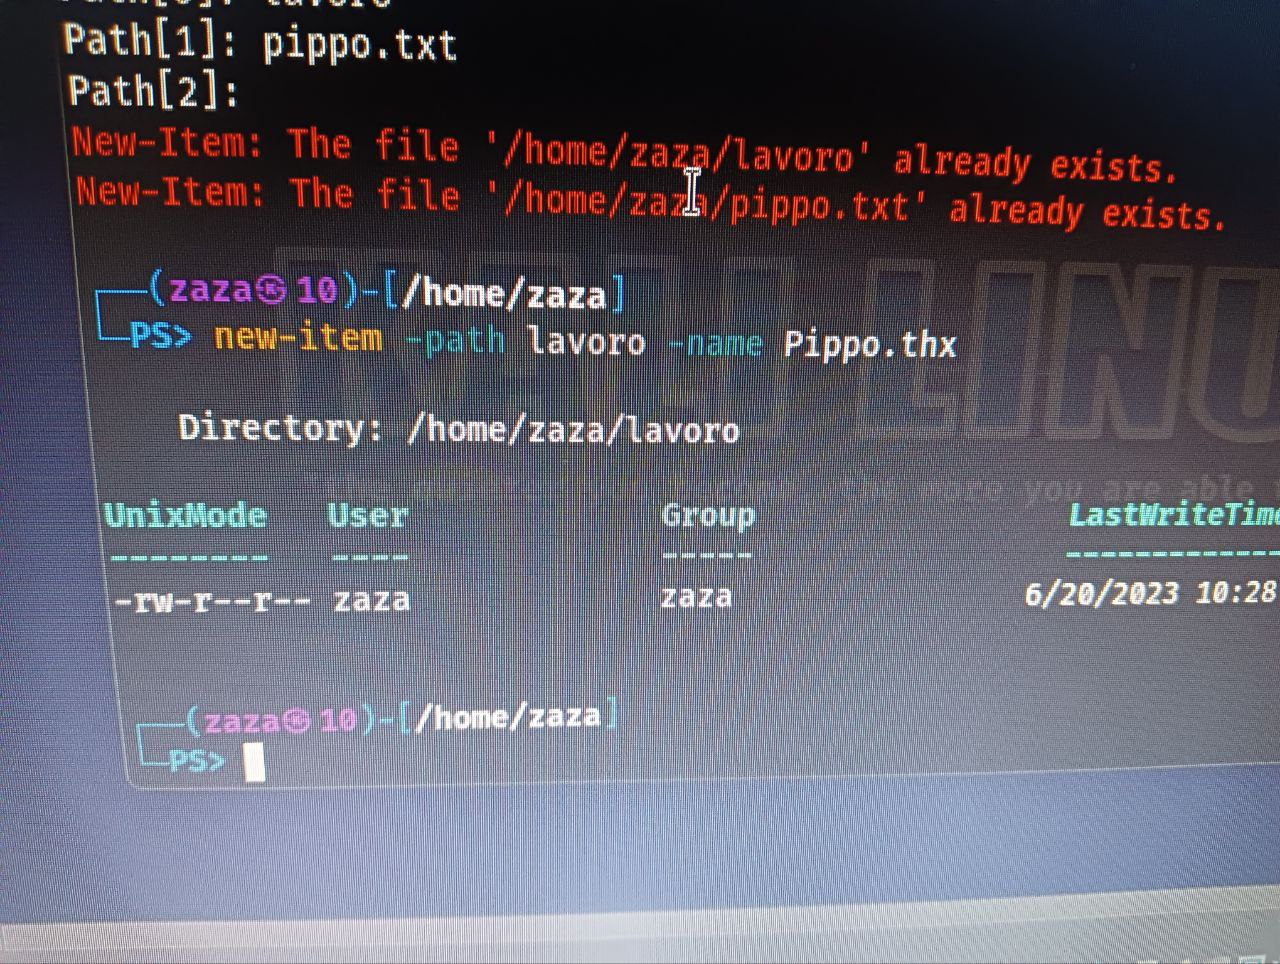 lavoro
Path[1]: pippo.txt
Path[2]:
New-Item: The file '/home/zaza/lavoro' already exists.
New-Item: The file '/home/zaza/pippo.txt' already exists.
(zaza㉿10)-[/home/zaza]
PS> new-item -path lavoro -name Pippo.thx
Directory: /home/zaza/lavoro
UnixMode User Group LastWriteTime
-------- ---- ----- -------------
-rw-r--r-- zaza zaza 6/20/2023 10:28
(zaza㉿10)-[/home/zaza]
PS>